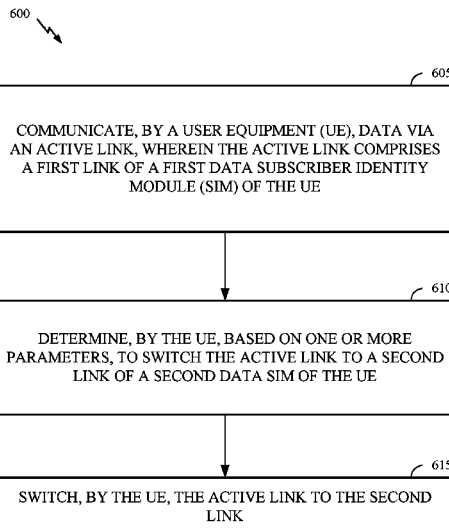 600
605
COMMUNICATE, BY A USER EQUIPMENT (UE), DATA VIA
AN ACTIVE LINK, WHEREIN THE ACTIVE LINK COMPRISES
A FIRST LINK OF A FIRST DATA SUBSCRIBER IDENTITY
MODULE (SIM) OF THE UE
610
DETERMINE, BY THE UE, BASED ON ONE OR MORE
PARAMETERS, TO SWITCH THE ACTIVE LINK TO A SECOND
LINK OF A SECOND DATA SIM OF THE UE
615
SWITCH, BY THE UE, THE ACTIVE LINK TO THE SECOND
LINK